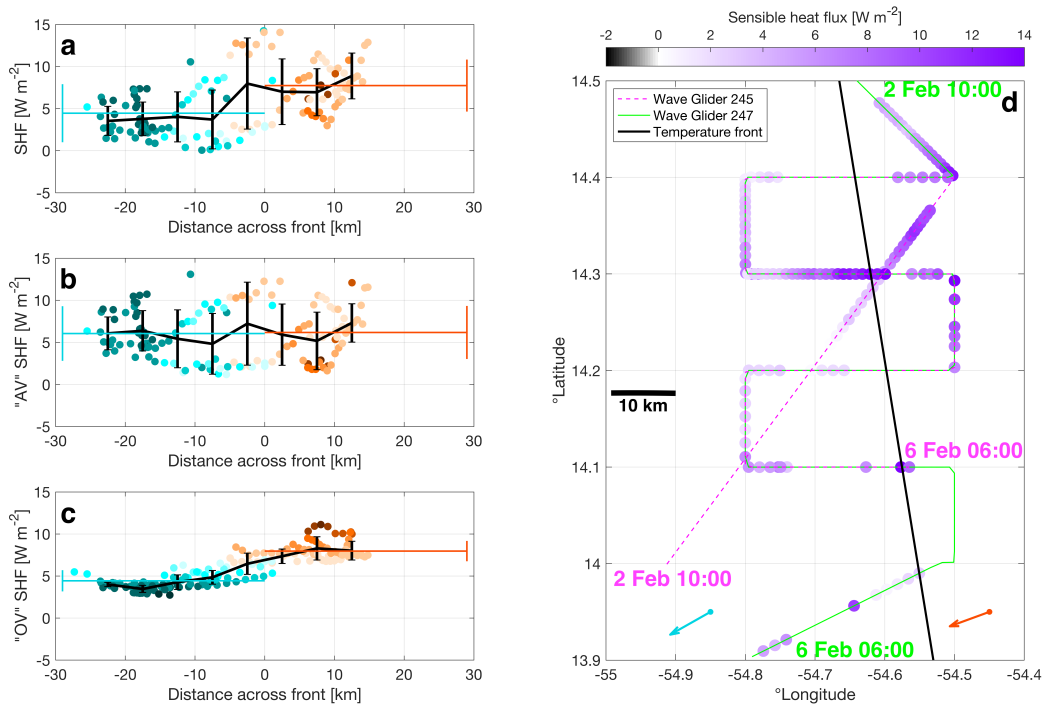 a
SHF [W m-2]
15
10
5
0
-5
-30 -20 -10 0 10 20 30
Distance across front [km]
b
"AV" SHF [W m-2]
15
10
5
0
-5
-30 -20 -10 0 10 20 30
Distance across front [km]
c
"OV" SHF [W m-2]
15
10
5
0
-5
-30 -20 -10 0 10 20 30
Distance across front [km]
Sensible heat flux [W m-2]
-2 0 2 4 6 8 10 12 14
d
Wave Glider 245
Wave Glider 247
Temperature front
2 Feb 10:00
10 km
6 Feb 06:00
2 Feb 10:00
6 Feb 06:00
°Latitude
14.5
14.4
14.3
14.2
14.1
14
13.9
-55 -54.9 -54.8 -54.7 -54.6 -54.5 -54.4
°Longitude